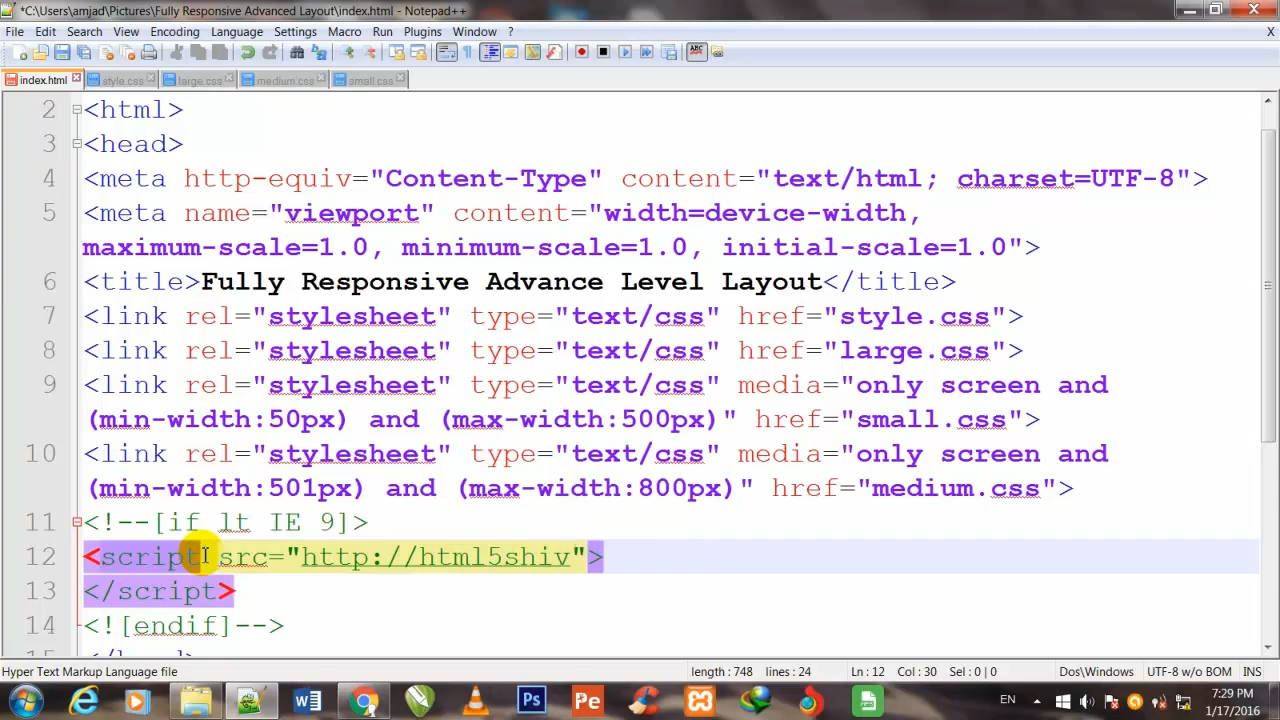 *C:\Users\amjad\Pictures\Fully Responsive Advanced Layout\index.html - Notepad++
File Edit Search View Encoding Language Settings Macro Run Plugins Window ? X
index.html style.css large.css medium.css small.css
2 <html>
3 <head>
4 <meta http-equiv="Content-Type" content="text/html; charset=UTF-8">
5 <meta name="viewport" content="width=device-width,
maximum-scale=1.0, minimum-scale=1.0, initial-scale=1.0">
6 <title>Fully Responsive Advance Level Layout</title>
7 <link rel="stylesheet" type="text/css" href="style.css">
8 <link rel="stylesheet" type="text/css" href="large.css">
9 <link rel="stylesheet" type="text/css" media="only screen and
(min-width:50px) and (max-width:500px)" href="small.css">
10 <link rel="stylesheet" type="text/css" media="only screen and
(min-width:501px) and (max-width:800px)" href="medium.css">
11 <!--[if lt IE 9]>
12 <script src="http://html5shiv">
13 </script>
14 <![endif]-->
15 </head>
Hyper Text Markup Language file length : 748 lines : 24 Ln : 12 Col : 30 Sel : 0 | 0 Dos\Windows UTF-8 w/o BOM INS
W Ps Pe EN 7:29 PM
1/17/2016